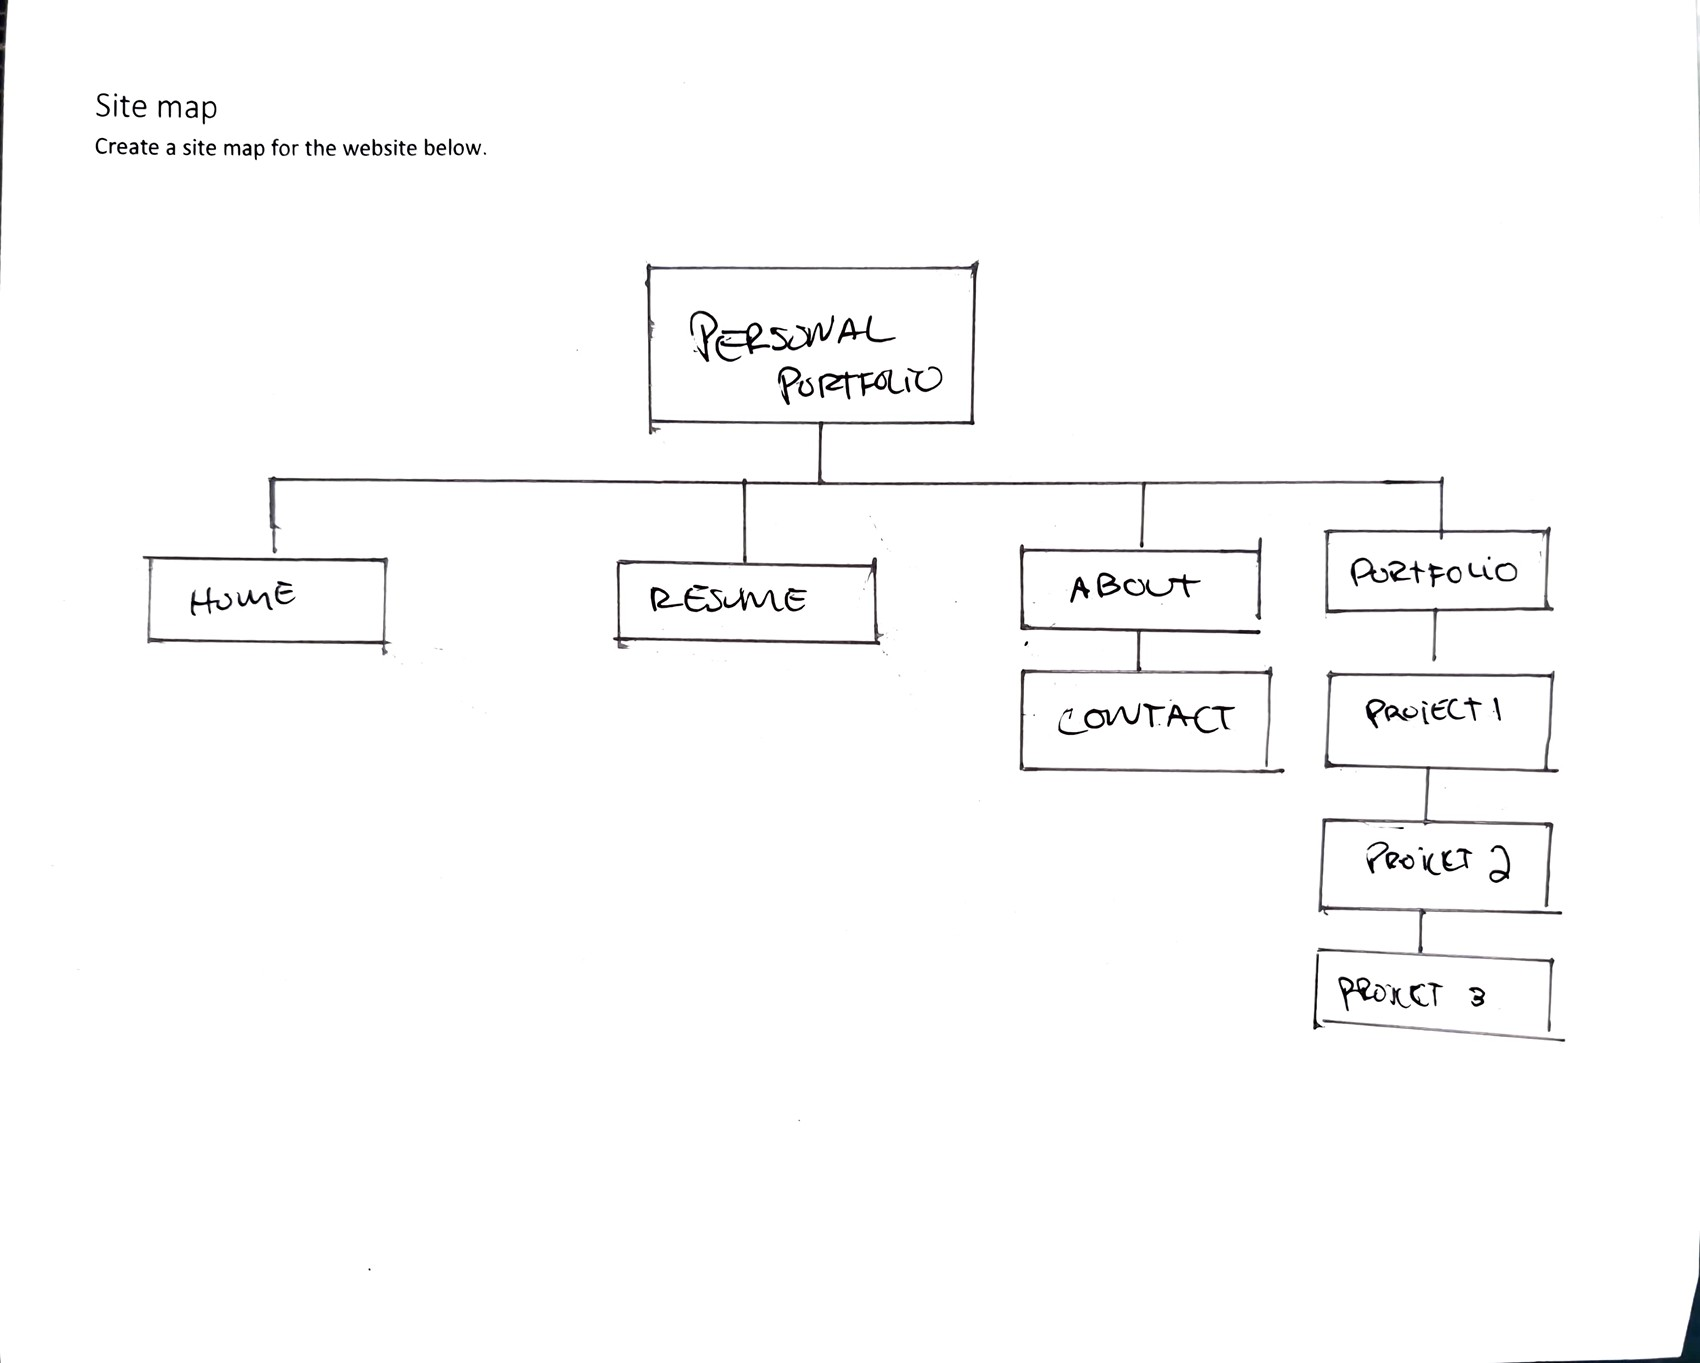 Site map
Create a site map for the website below.
PERSONAL
PORTFOLIO
HOME
RESUME
ABOUT
PORTFOLIO
CONTACT
PROJECT 1
PROJECT 2
PROJECT 3